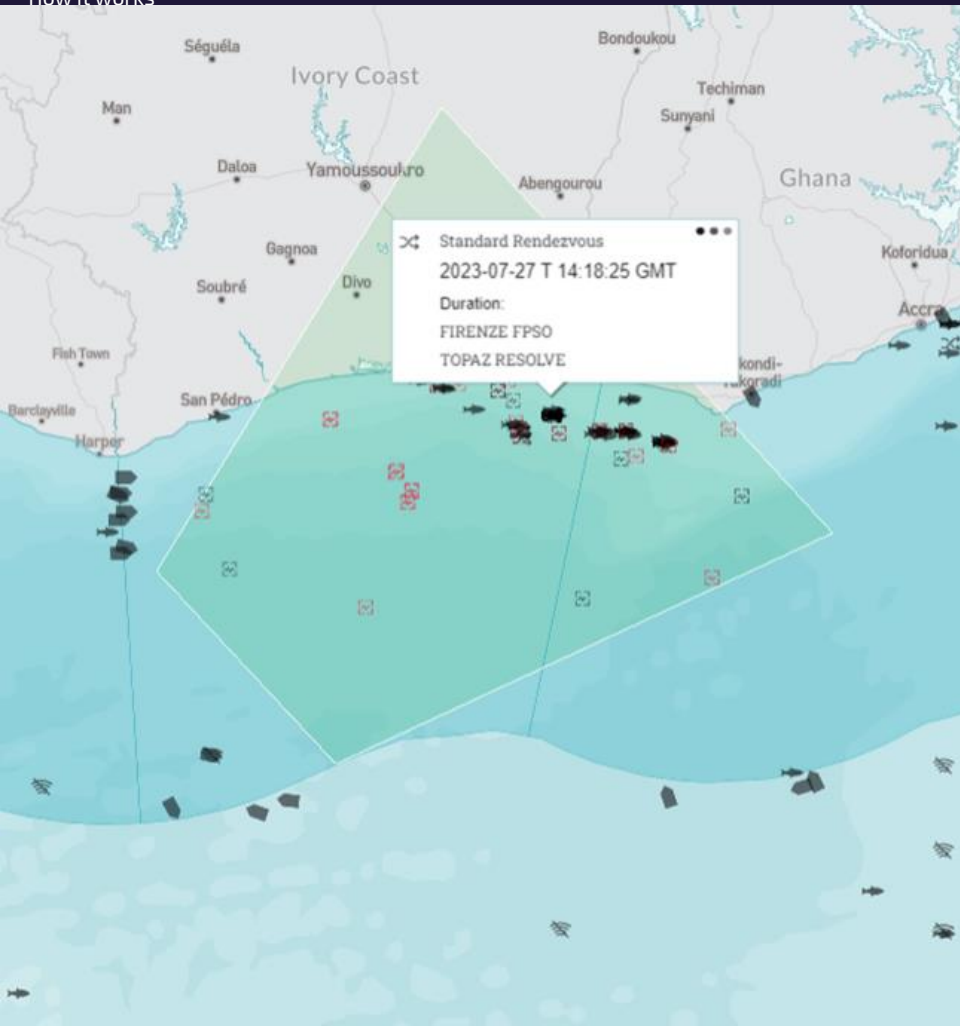 how it works
Séguéla
Bondoukou
Ivory Coast
Man
Techiman
Sunyani
Daloa
Yamoussoukro
Abengourou
Ghana
Standard Rendezvous
2023-07-27 T 14:18:25 GMT
Duration:
FIRENZE FPSO
TOPAZ RESOLVE
Gagnoa
Koforidua
Soubré
Divo
Accra
Fish Town
kondi-
koradi
San Pédro
Barclayville
Harper